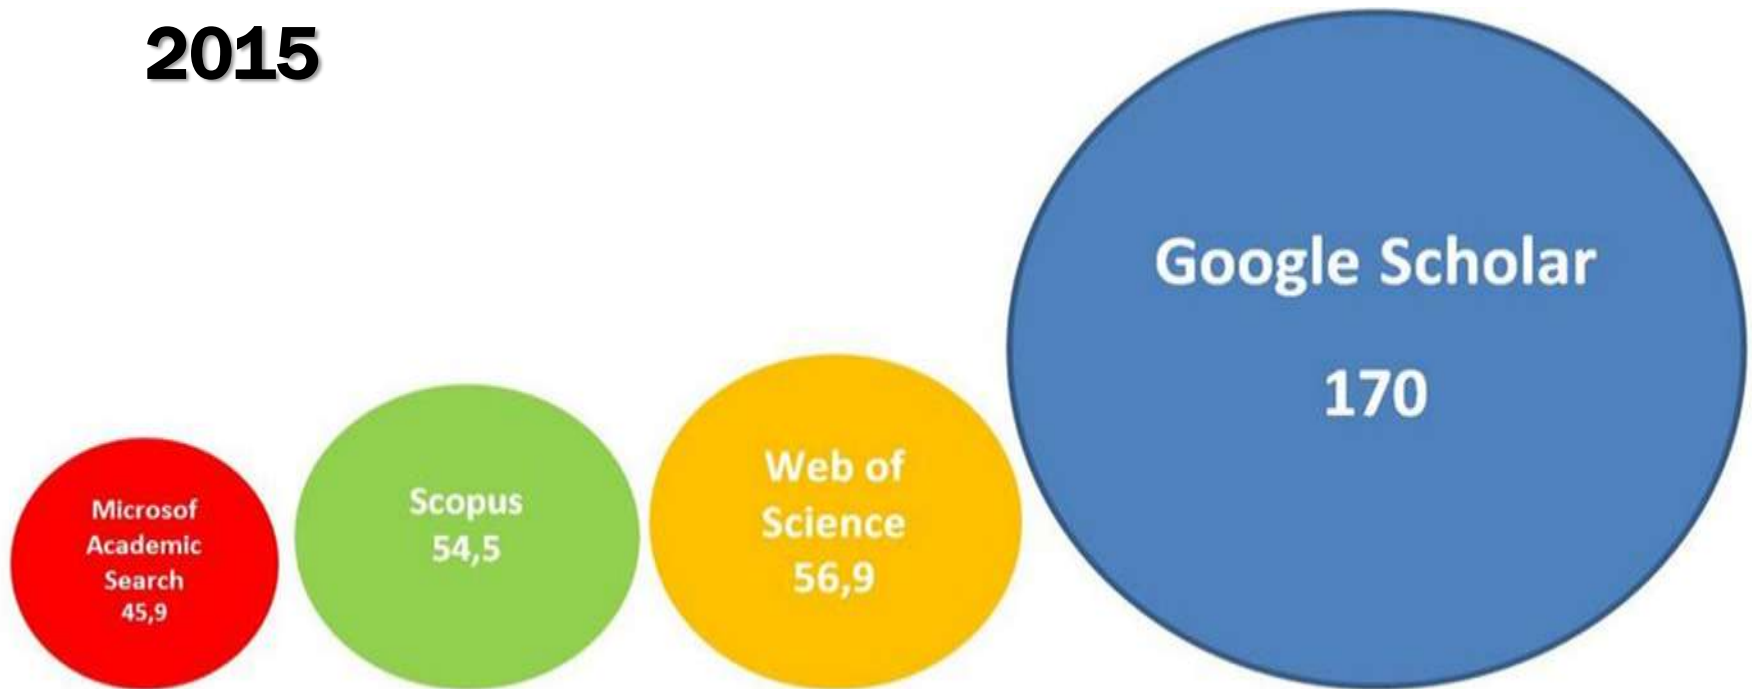 2015
Microsof
Academic
Search
45,9
Scopus
54,5
Web of
Science
56,9
Google Scholar
170